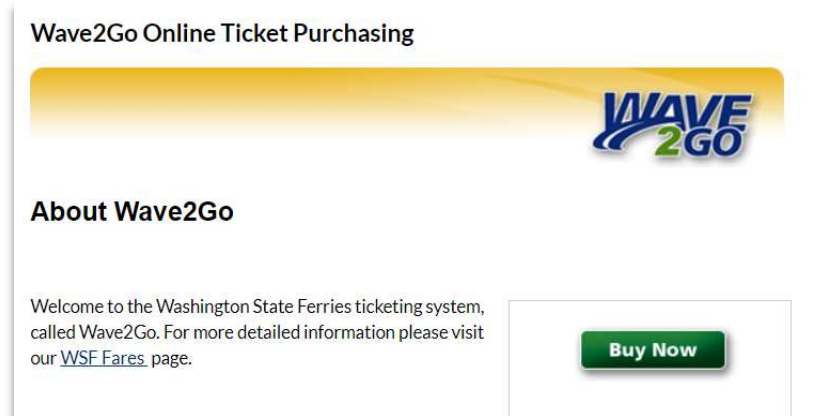 Wave2Go Online Ticket Purchasing
WAVE
2GO
About Wave2Go
Welcome to the Washington State Ferries ticketing system,
called Wave2Go. For more detailed information please visit
our WSF Fares page.
Buy Now